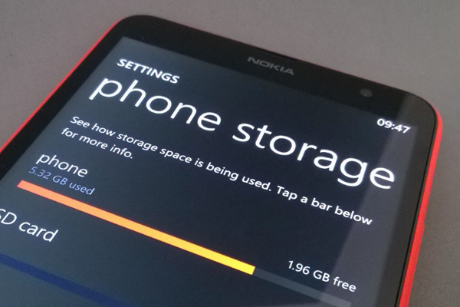 NOKIA
09:47
SETTINGS
phone storage
See how storage space is being used. Tap a bar below
for more info.
phone
5.32 GB used
1.96 GB free
SD card